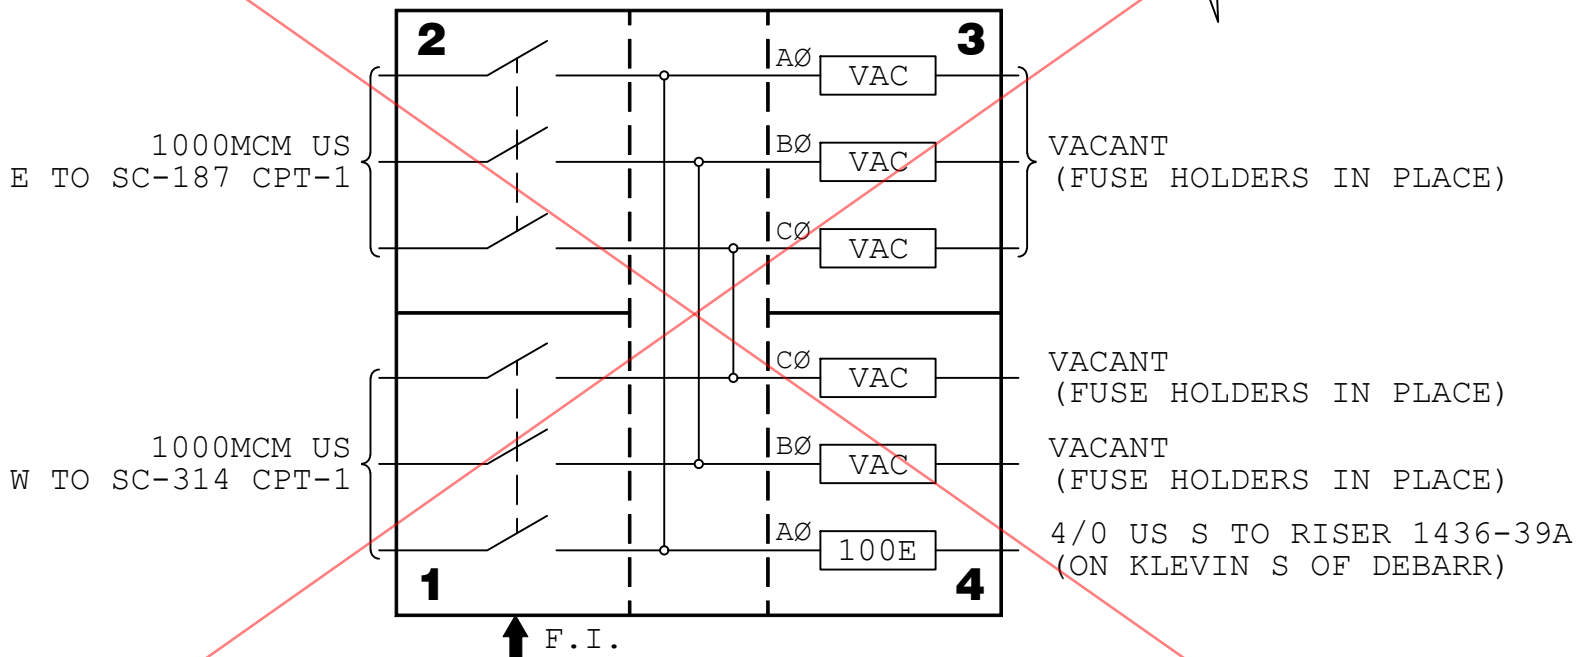 2
3
AØ
VAC
1000MCM US
E TO SC-187 CPT-1
BØ
VAC
VACANT
(FUSE HOLDERS IN PLACE)
CØ
VAC
CØ
VAC
VACANT
(FUSE HOLDERS IN PLACE)
1000MCM US
W TO SC-314 CPT-1
BØ
VAC
VACANT
(FUSE HOLDERS IN PLACE)
AØ
100E
4/0 US S TO RISER 1436-39A
(ON KLEVIN S OF DEBARR)
1
4
F.I.